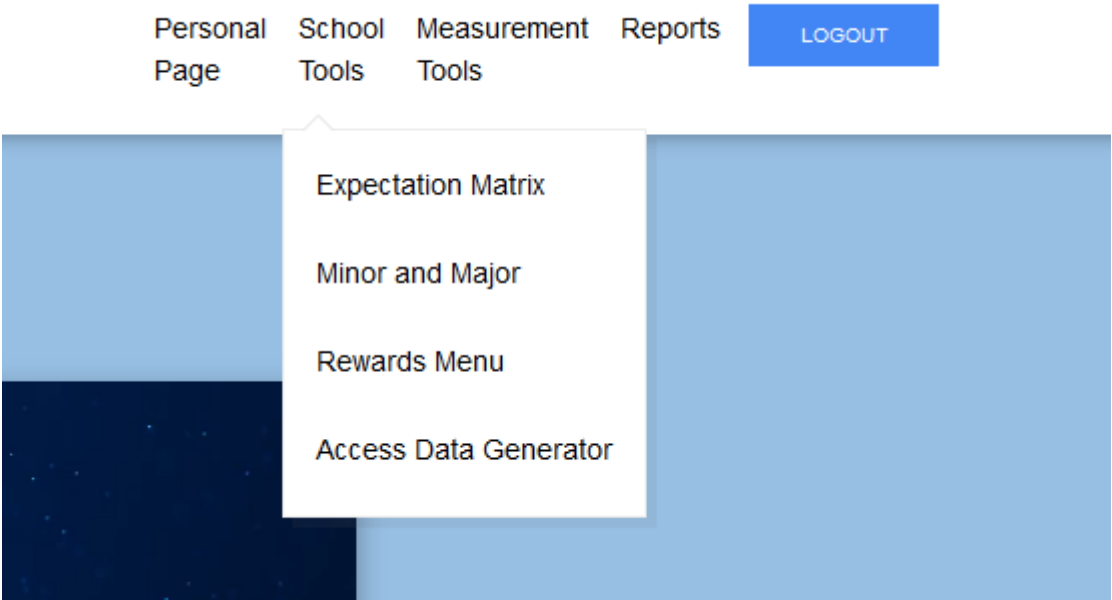 Personal School Measurement Reports LOGOUT
Page Tools Tools
Expectation Matrix
Minor and Major
Rewards Menu
Access Data Generator